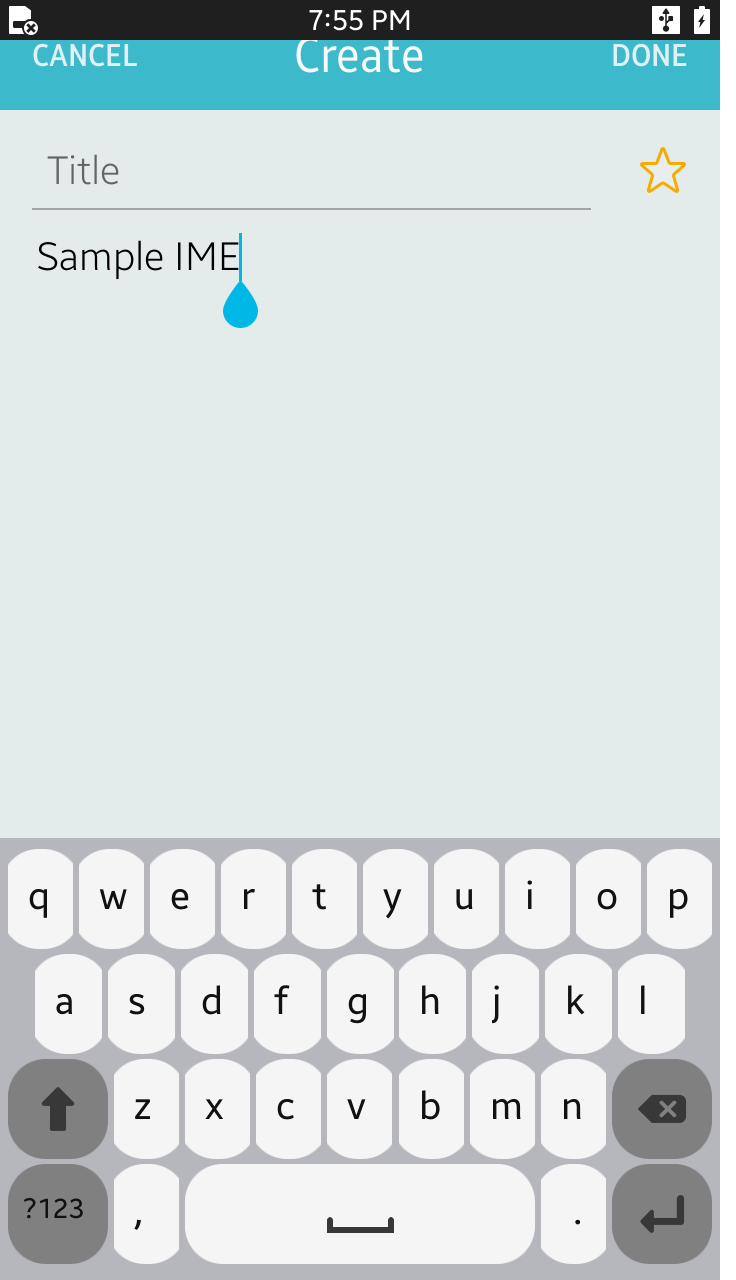 7:55 PM
CANCEL Create DONE
Title
Sample IME
q w e r t y u i o p
a s d f g h j k l
z x c v b m n
?123 , .